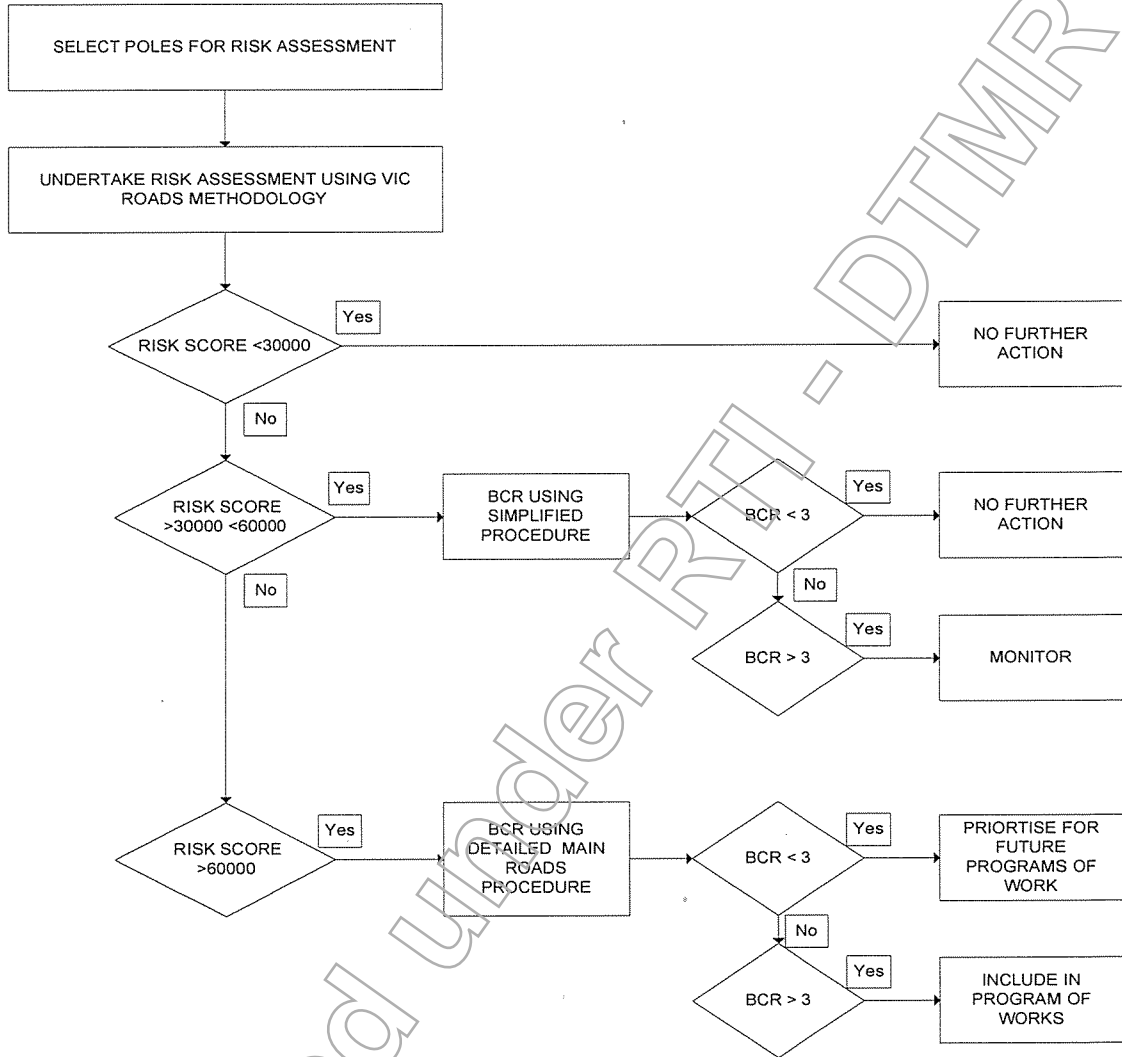 SELECT POLES FOR RISK ASSESSMENT
UNDERTAKE RISK ASSESSMENT USING VIC
ROADS METHODOLOGY
RISK SCORE <30000
Yes
NO FURTHER
ACTION
No
RISK SCORE
>30000 <60000
Yes
BCR USING
SIMPLIFIED
PROCEDURE
BCR < 3
Yes
NO FURTHER
ACTION
No
No
BCR > 3
Yes
MONITOR
RISK SCORE
>60000
Yes
BCR USING
DETAILED MAIN
ROADS
PROCEDURE
BCR < 3
Yes
PRIORTISE FOR
FUTURE
PROGRAMS OF
WORK
No
BCR > 3
Yes
INCLUDE IN
PROGRAM OF
WORKS
d under RTI - DTMR